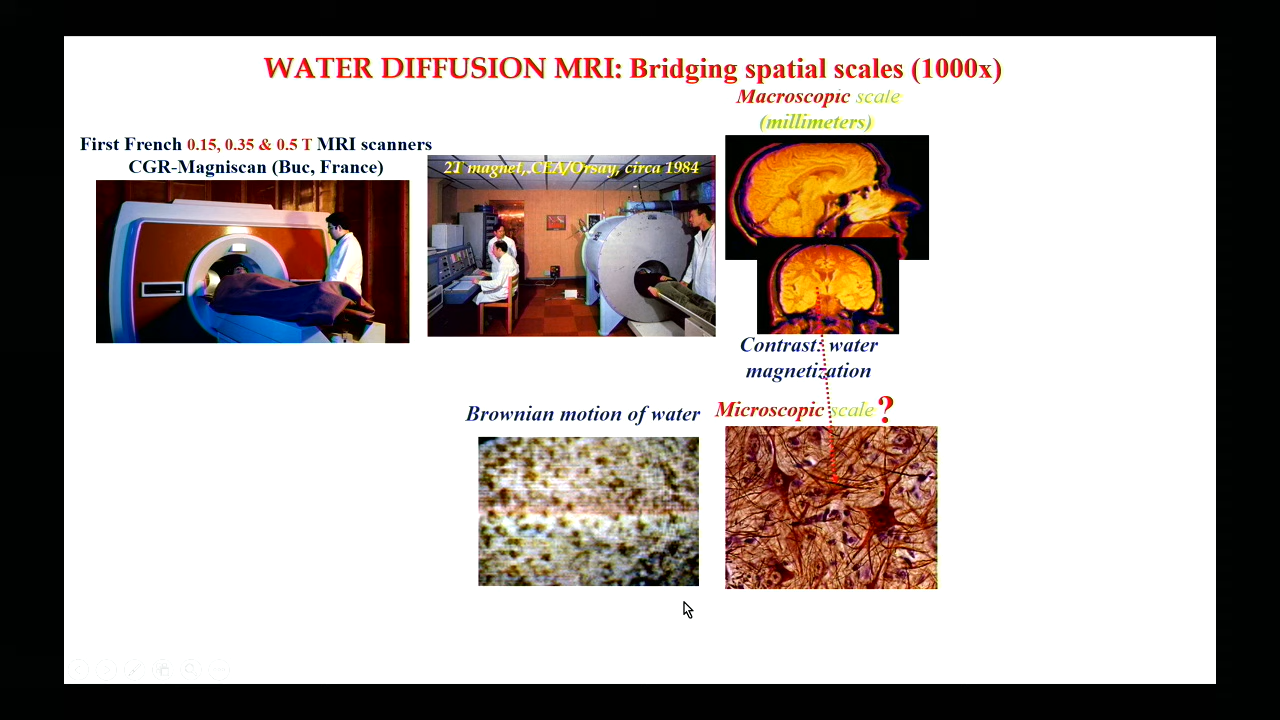 WATER DIFFUSION MRI: Bridging spatial scales (1000x)
Macroscopic scale
(millimeters)
First French 0.15, 0.35 & 0.5 T MRI scanners
CGR-Magniscan (Buc, France)
2T magnet, CEA/Orsay, circa 1984
Contrast: water
magnetization
Brownian motion of water
Microscopic scale ?